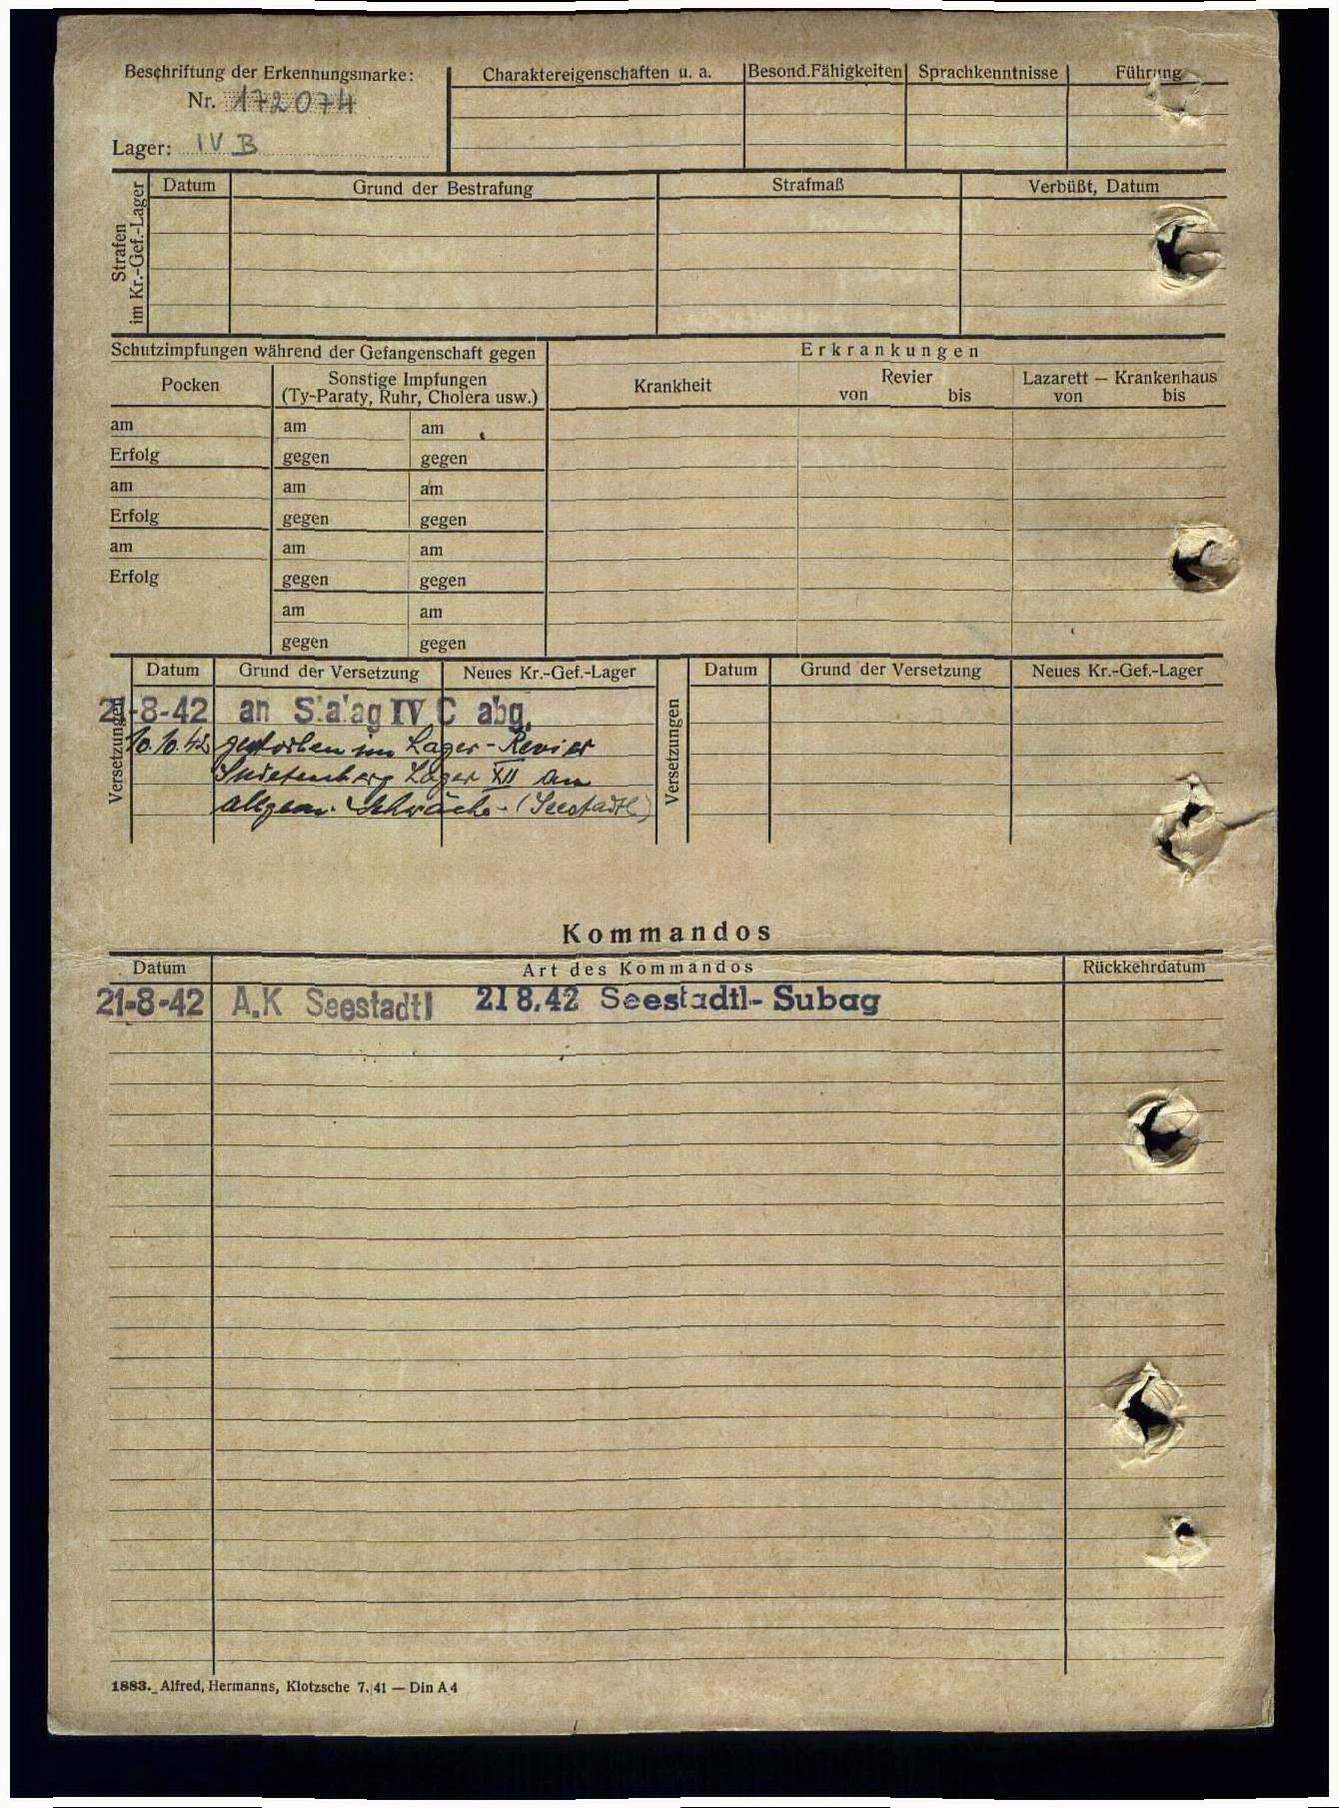 Beschriftung der Erkennungsmarke:
Nr. 172074
Lager: IV B
Charaktereigenschaften u. a.
Besond.Fähigkeiten
Sprachkenntnisse
Führung
Strafen
im Kr.-Gef.-Lager
Datum
Grund der Bestrafung
Strafmaß
Verbüßt, Datum
Schutzimpfungen während der Gefangenschaft gegen
Erkrankungen
Pocken
Sonstige Impfungen
(Ty-Paraty, Ruhr, Cholera usw.)
Krankheit
Revier
von bis
Lazarett — Krankenhaus
von bis
am am am
Erfolg gegen gegen
am am am
Erfolg gegen gegen
am am am
Erfolg gegen gegen
am am
gegen gegen
Versetzungen
Datum Grund der Versetzung Neues Kr.-Gef.-Lager
21-8-42 an Stalag IV C abg.
10.10.42 gestorben im Lager-Revier
Lager XII an
allgem. Schwäche - (Seestadtl)
Versetzungen
Datum Grund der Versetzung Neues Kr.-Gef.-Lager
Kommandos
Datum Art des Kommandos Rückkehrdatum
21-8-42 A.K Seestadtl 21 8.42 Seestadtl- Subag
1883. Alfred, Hermanns, Klotzsche 7. 41 — Din A 4